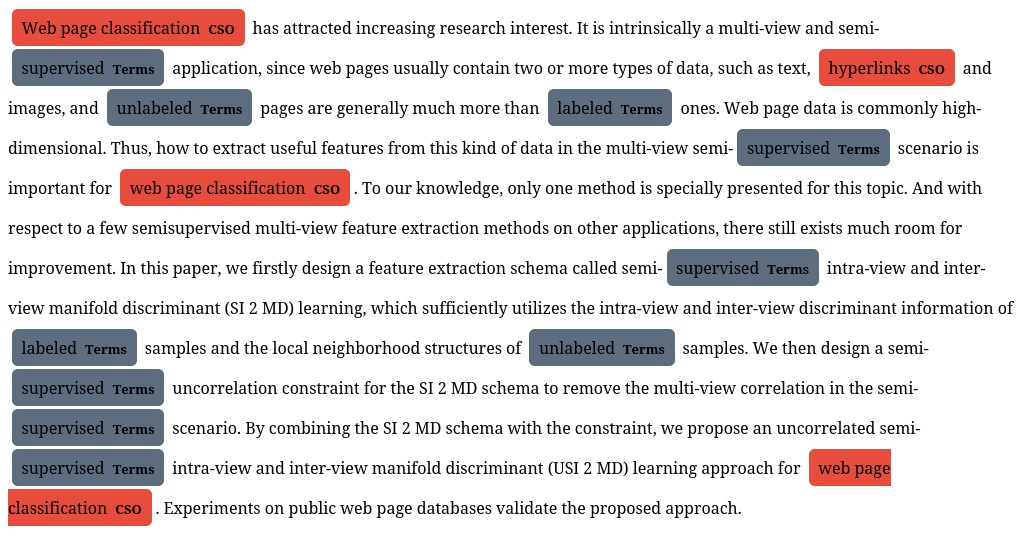 Web page classification CSO has attracted increasing research interest. It is intrinsically a multi-view and semi-
supervised Terms application, since web pages usually contain two or more types of data, such as text, hyperlinks CSO and
images, and unlabeled Terms pages are generally much more than labeled Terms ones. Web page data is commonly high-
dimensional. Thus, how to extract useful features from this kind of data in the multi-view semi- supervised Terms scenario is
important for web page classification CSO . To our knowledge, only one method is specially presented for this topic. And with
respect to a few semisupervised multi-view feature extraction methods on other applications, there still exists much room for
improvement. In this paper, we firstly design a feature extraction schema called semi- supervised Terms intra-view and inter-
view manifold discriminant (SI 2 MD) learning, which sufficiently utilizes the intra-view and inter-view discriminant information of
labeled Terms samples and the local neighborhood structures of unlabeled Terms samples. We then design a semi-
supervised Terms uncorrelation constraint for the SI 2 MD schema to remove the multi-view correlation in the semi-
supervised Terms scenario. By combining the SI 2 MD schema with the constraint, we propose an uncorrelated semi-
supervised Terms intra-view and inter-view manifold discriminant (USI 2 MD) learning approach for web page
classification CSO . Experiments on public web page databases validate the proposed approach.